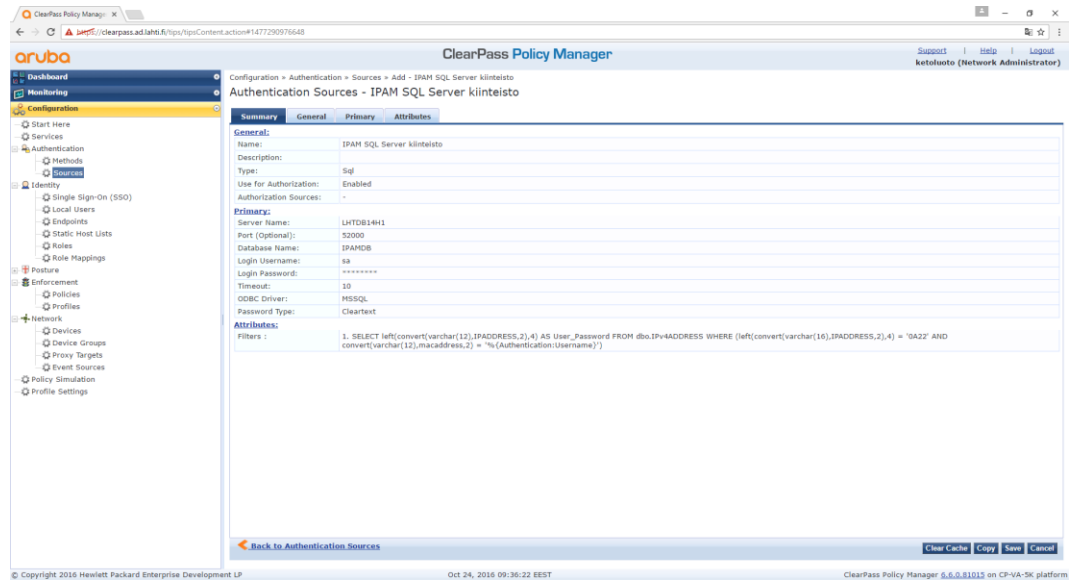 ClearPass Policy Manage
https://clearpass.ad.lahti.fi/tips/tipsContent.action#1477290976648
aruba
ClearPass Policy Manager
Support | Help | Logout
ketoluoto (Network Administrator)
Dashboard
Monitoring
Configuration
Start Here
Services
Authentication
Methods
Sources
Identity
Single Sign-On (SSO)
Local Users
Endpoints
Static Host Lists
Roles
Role Mappings
Posture
Enforcement
Policies
Profiles
Network
Devices
Device Groups
Proxy Targets
Event Sources
Policy Simulation
Profile Settings
Configuration » Authentication » Sources » Add - IPAM SQL Server kiinteisto
Authentication Sources - IPAM SQL Server kiinteisto
Summary General Primary Attributes
General:
Name: IPAM SQL Server kiinteisto
Description:
Type: Sql
Use for Authorization: Enabled
Authorization Sources: -
Primary:
Server Name: LHTDB14H1
Port (Optional): 52000
Database Name: IPAMDB
Login Username: sa
Login Password: ********
Timeout: 10
ODBC Driver: MSSQL
Password Type: Cleartext
Attributes:
Filters : 1. SELECT left(convert(varchar(12),IPADDRESS,2),4) AS User_Password FROM dbo.IPv4ADDRESS WHERE (left(convert(varchar(16),IPADDRESS,2),4) = '0A22' AND
convert(varchar(12),macaddress,2) = '%{Authentication:Username}')
Back to Authentication Sources
Clear Cache Copy Save Cancel
© Copyright 2016 Hewlett Packard Enterprise Development LP
Oct 24, 2016 09:36:22 EEST
ClearPass Policy Manager 6.6.0.81015 on CP-VA-5K platform